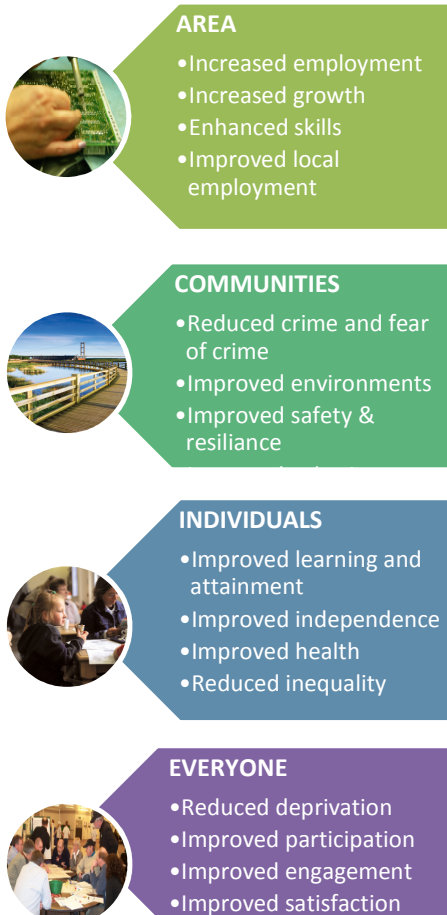 AREA
•Increased employment
•Increased growth
•Enhanced skills
•Improved local
employment
COMMUNITIES
•Reduced crime and fear
of crime
•Improved environments
•Improved safety &
resiliance
INDIVIDUALS
•Improved learning and
attainment
•Improved independence
•Improved health
•Reduced inequality
EVERYONE
•Reduced deprivation
•Improved participation
•Improved engagement
•Improved satisfaction